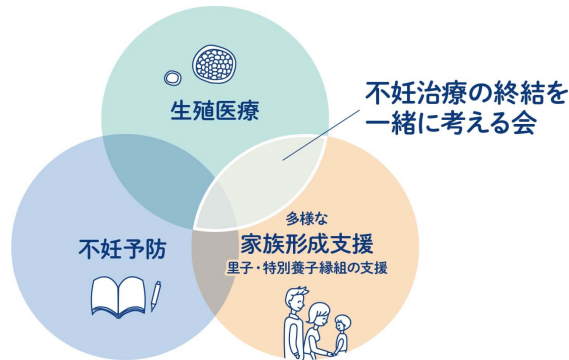 生殖医療
不妊治療の終結を
一緒に考える会
不妊予防
多様な
家族形成支援
里子・特別養子縁組の支援